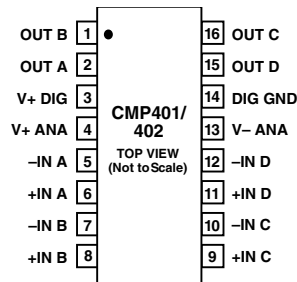 OUT B 1 16 OUT C
OUT A 2 15 OUT D
V+ DIG 3 14 DIG GND
V+ ANA 4 13 V– ANA
–IN A 5 12 –IN D
+IN A 6 11 +IN D
–IN B 7 10 –IN C
+IN B 8 9 +IN C
CMP401/
402
TOP VIEW
(Not to Scale)